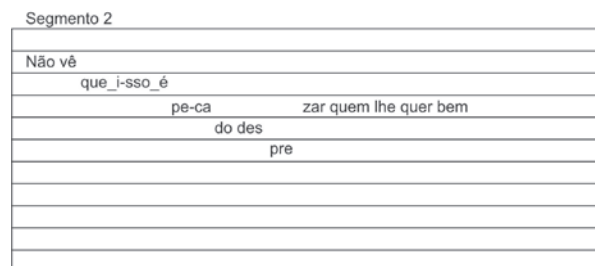 Segmento 2
Não vê
que_i-sso_é
pe-ca zar quem lhe quer bem
do des
pre